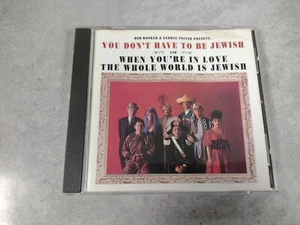 BOB BOOKER & GEORGE FOSTER PRESENT:
YOU DON'T HAVE TO BE JEWISH
AND
WHEN YOU'RE IN LOVE
THE WHOLE WORLD IS JEWISH